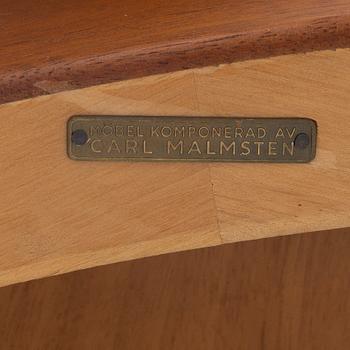 MÖBEL KOMPONERAD AV
CARL MALMSTEN